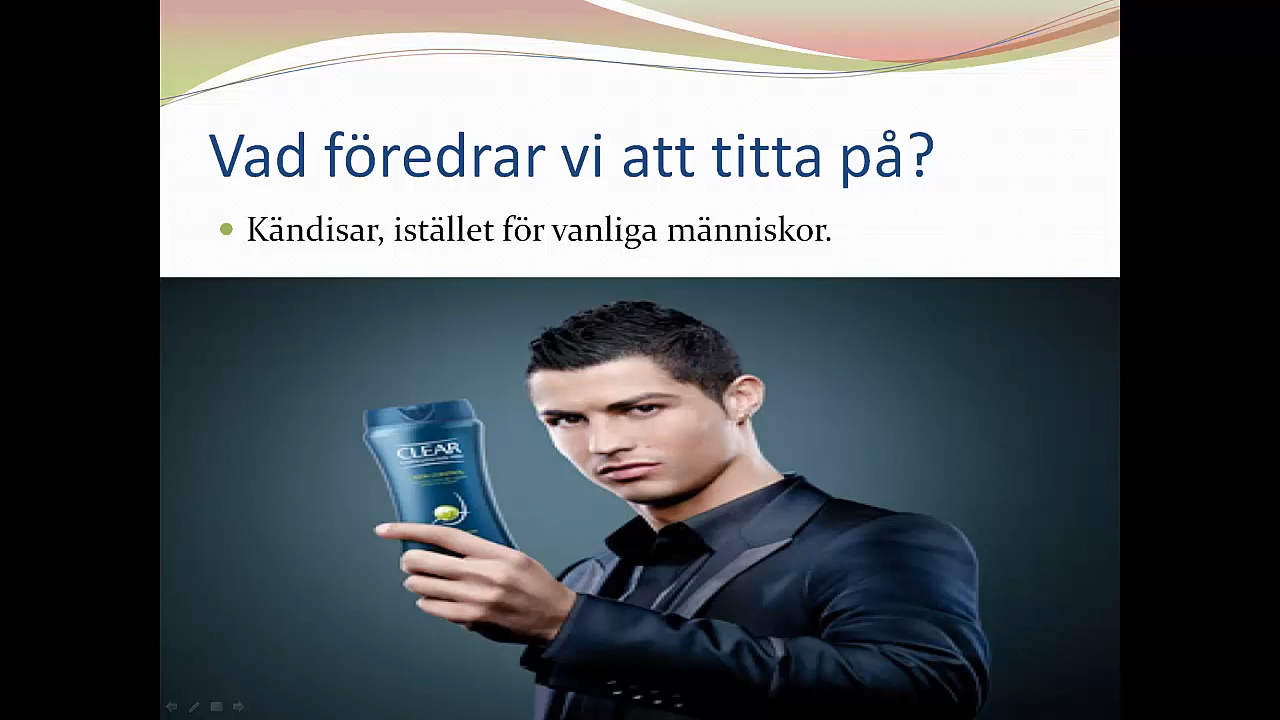 Vad föredrar vi att titta på?
Kändisar, istället för vanliga människor.
CLEAR